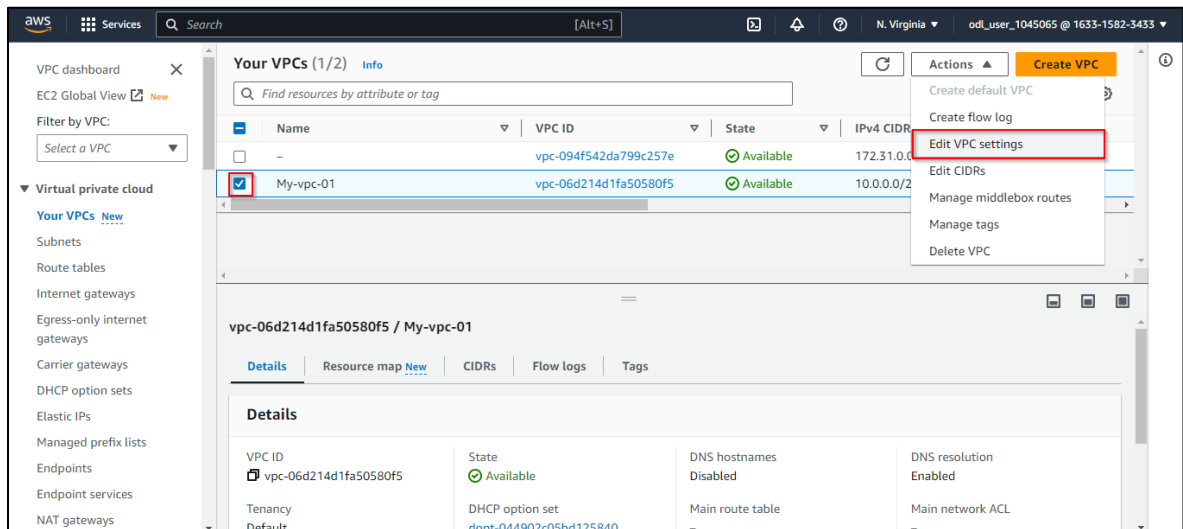 aws Services Search [Alt+S] N. Virginia odl_user_1045065 @ 1633-1582-3433
VPC dashboard
EC2 Global View New
Filter by VPC:
Select a VPC
Virtual private cloud
Your VPCs New
Subnets
Route tables
Internet gateways
Egress-only internet
gateways
Carrier gateways
DHCP option sets
Elastic IPs
Managed prefix lists
Endpoints
Endpoint services
NAT gateways
Your VPCs (1/2) Info Actions Create VPC
Find resources by attribute or tag
Name VPC ID State IPv4 CIDR
– vpc-094f542da799c257e Available 172.31.0.0
My-vpc-01 vpc-06d214d1fa50580f5 Available 10.0.0.0/2
Create default VPC
Create flow log
Edit VPC settings
Edit CIDRs
Manage middlebox routes
Manage tags
Delete VPC
vpc-06d214d1fa50580f5 / My-vpc-01
Details Resource map New CIDRs Flow logs Tags
Details
VPC ID State DNS hostnames DNS resolution
vpc-06d214d1fa50580f5 Available Disabled Enabled
Tenancy DHCP option set Main route table Main network ACL
Default dopt-044902c05bd125840 – –